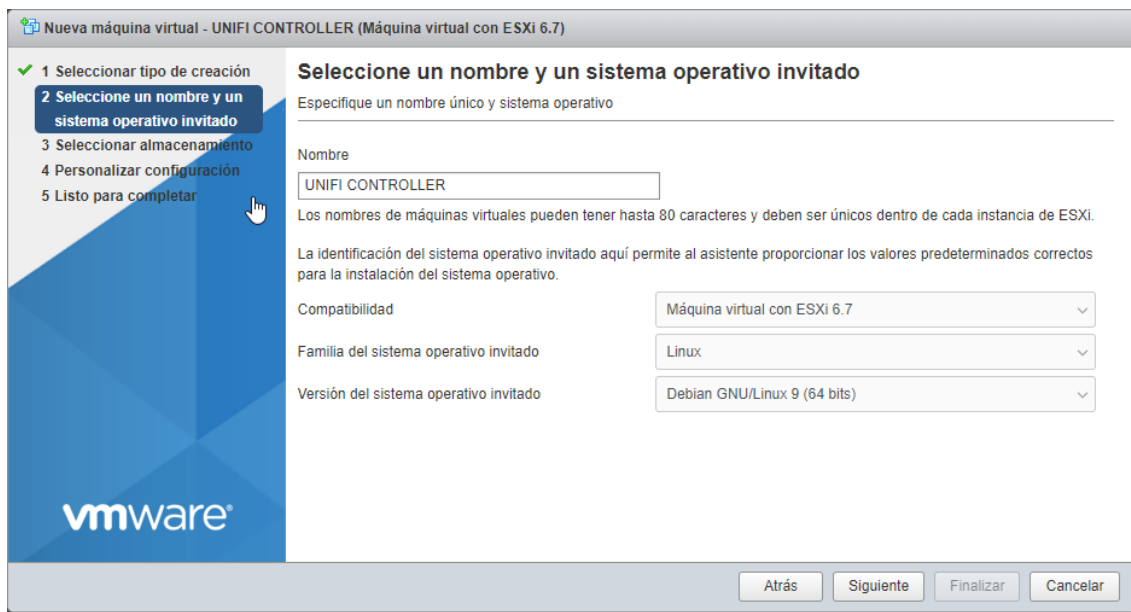 Nueva máquina virtual - UNIFI CONTROLLER (Máquina virtual con ESXi 6.7)
1 Seleccionar tipo de creación
2 Seleccione un nombre y un
sistema operativo invitado
3 Seleccionar almacenamiento
4 Personalizar configuración
5 Listo para completar
vmware®
Seleccione un nombre y un sistema operativo invitado
Especifique un nombre único y sistema operativo
Nombre
UNIFI CONTROLLER
Los nombres de máquinas virtuales pueden tener hasta 80 caracteres y deben ser únicos dentro de cada instancia de ESXi.
La identificación del sistema operativo invitado aquí permite al asistente proporcionar los valores predeterminados correctos
para la instalación del sistema operativo.
Compatibilidad
Máquina virtual con ESXi 6.7
Familia del sistema operativo invitado
Linux
Versión del sistema operativo invitado
Debian GNU/Linux 9 (64 bits)
Atrás
Siguiente
Finalizar
Cancelar